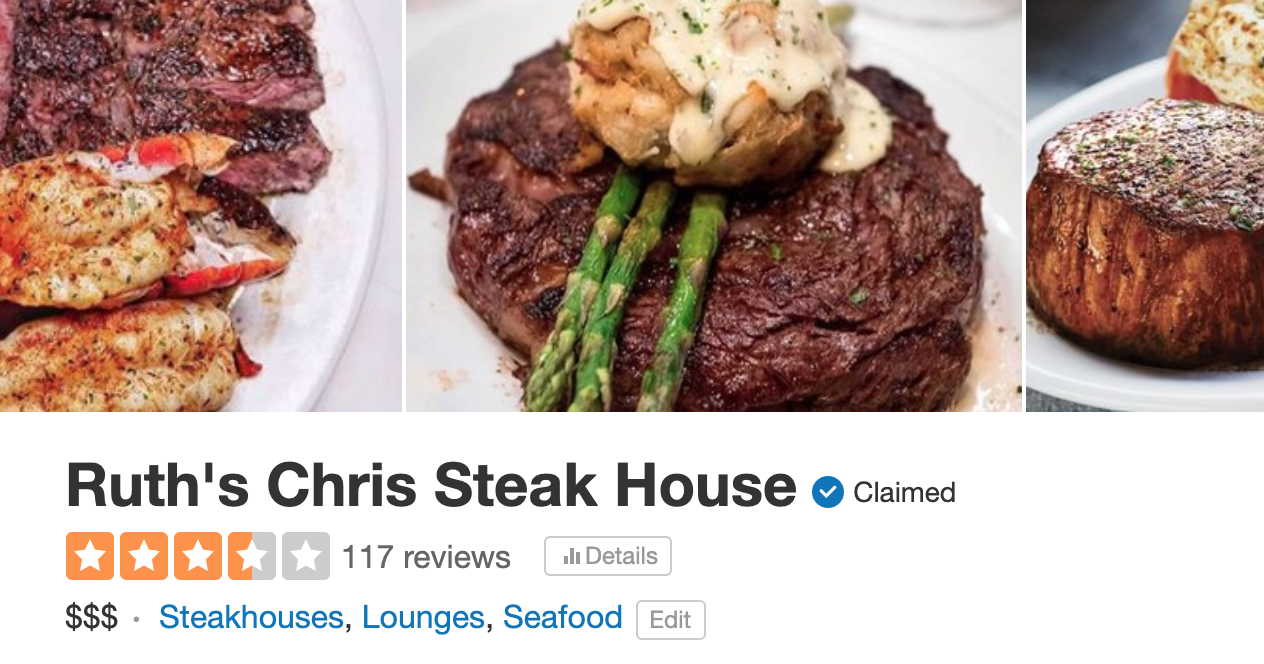 Ruth's Chris Steak House Claimed
117 reviews Details
$$$ · Steakhouses, Lounges, Seafood Edit